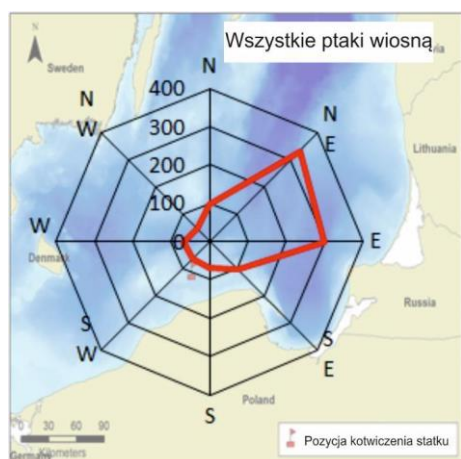 Wszystkie ptaki wiosną
N
Sweden
N
400
N
W
300
N
E
Lithuania
200
100
W
0
E
Denmark
Russia
S
W
S
E
S
Poland
0 30 60 90
Kilometers
Germany
Pozycja kotwiczenia statku